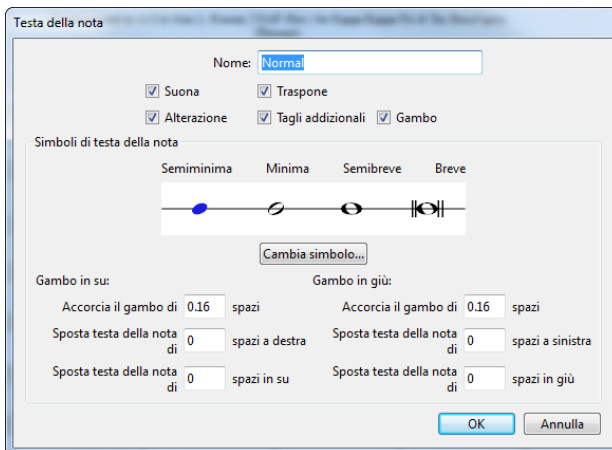 Testa della nota
Nome: Normal
Suona Traspone
Alterazione Tagli addizionali Gambo
Simboli di testa della nota
Semiminima Minima Semibreve Breve
Cambia simbolo...
Gambo in su: Gambo in giù:
Accorcia il gambo di 0.16 spazi Accorcia il gambo di 0.16 spazi
Sposta testa della nota di 0 spazi a destra Sposta testa della nota di 0 spazi a sinistra
Sposta testa della nota di 0 spazi in su Sposta testa della nota di 0 spazi in giù
OK Annulla